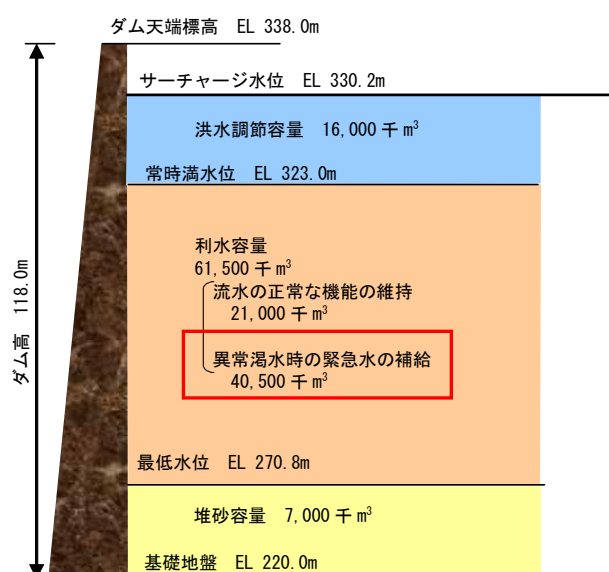 ダム天端標高 EL 338.0m
サーチャージ水位 EL 330.2m
洪水調節容量 16,000 千 m³
常時満水位 EL 323.0m
ダム高 118.0m
利水容量
61,500 千 m³
流水の正常な機能の維持
21,000 千 m³
異常渇水時の緊急水の補給
40,500 千 m³
最低水位 EL 270.8m
堆砂容量 7,000 千 m³
基礎地盤 EL 220.0m